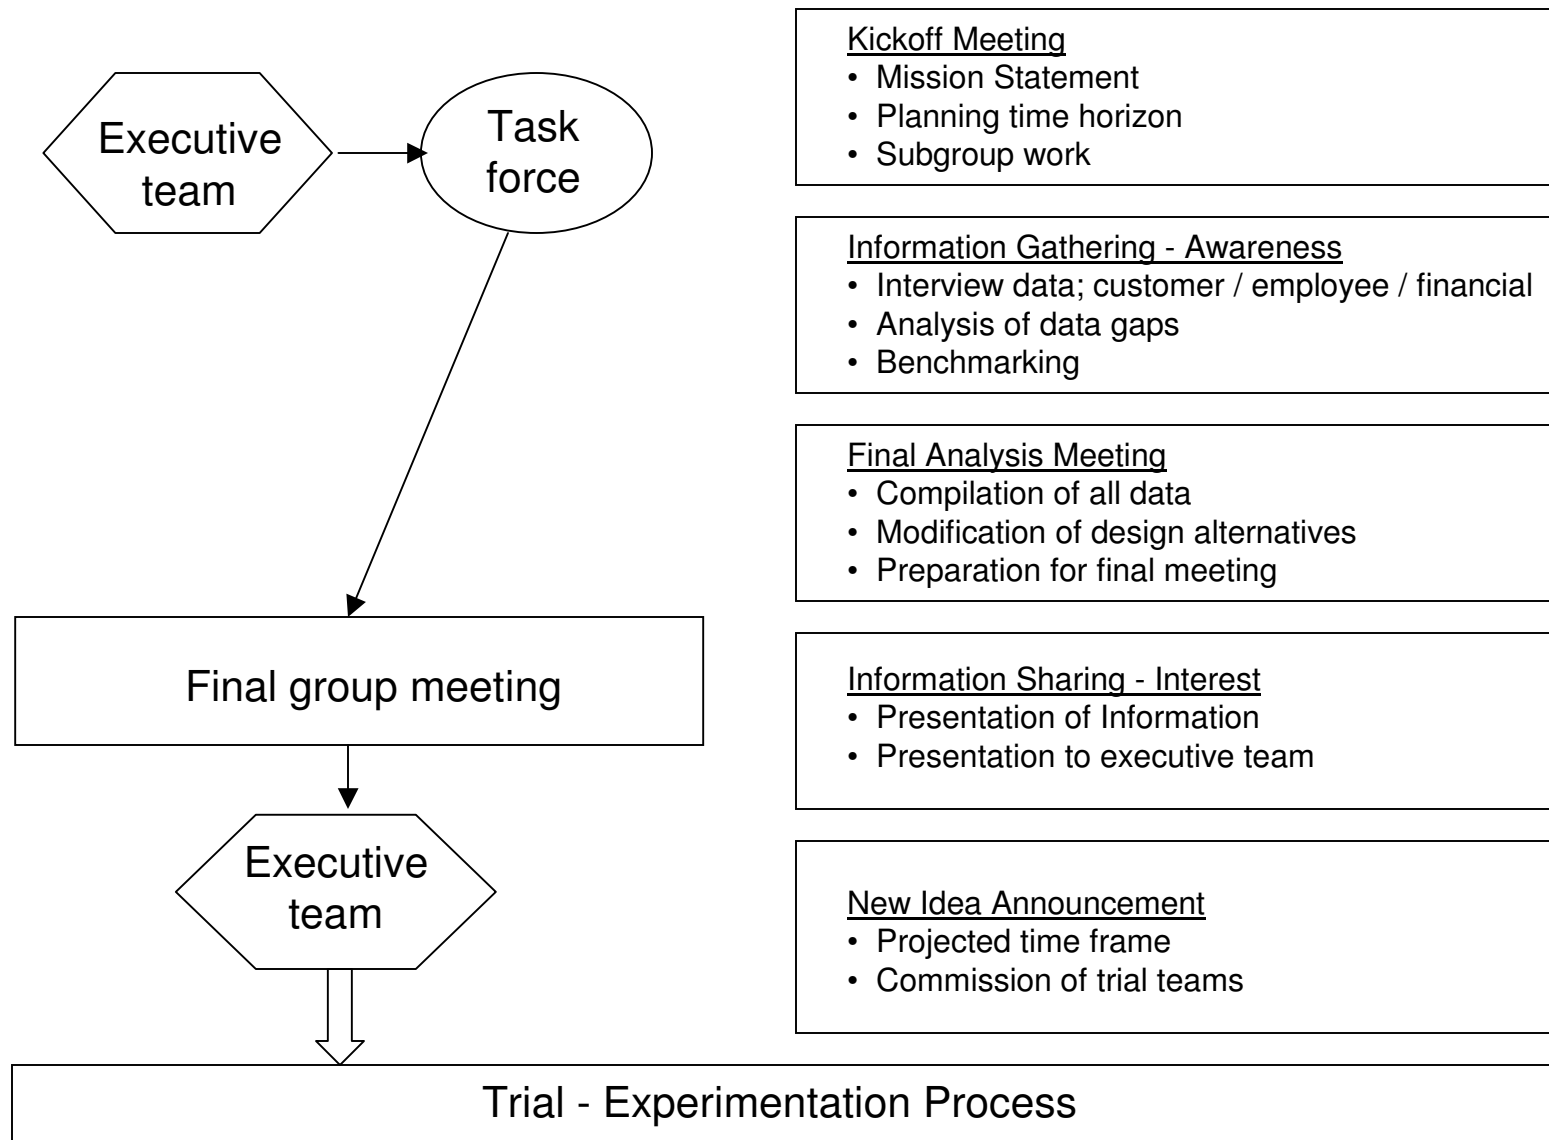 Executive
team
Task
force
Final group meeting
Executive
team
Kickoff Meeting
• Mission Statement
• Planning time horizon
• Subgroup work
Information Gathering - Awareness
• Interview data; customer / employee / financial
• Analysis of data gaps
• Benchmarking
Final Analysis Meeting
• Compilation of all data
• Modification of design alternatives
• Preparation for final meeting
Information Sharing - Interest
• Presentation of Information
• Presentation to executive team
New Idea Announcement
• Projected time frame
• Commission of trial teams
Trial - Experimentation Process